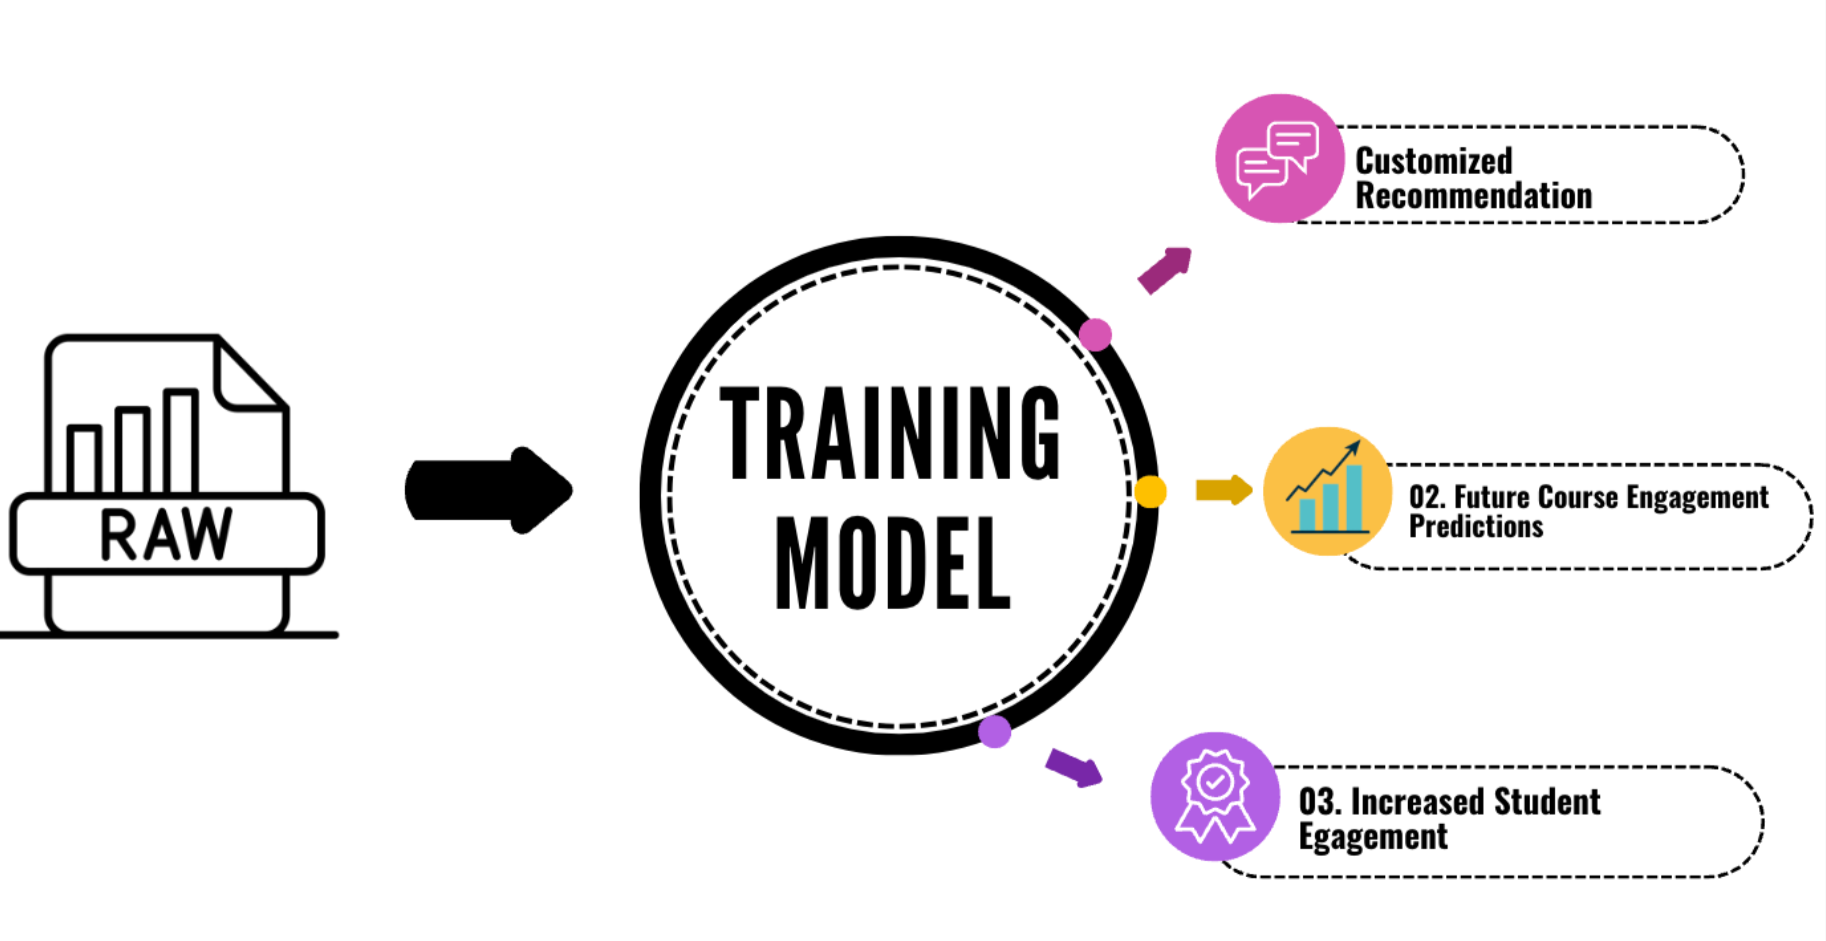 RAW
TRAINING
MODEL
Customized
Recommendation
02. Future Course Engagement
Predictions
03. Increased Student
Egagement